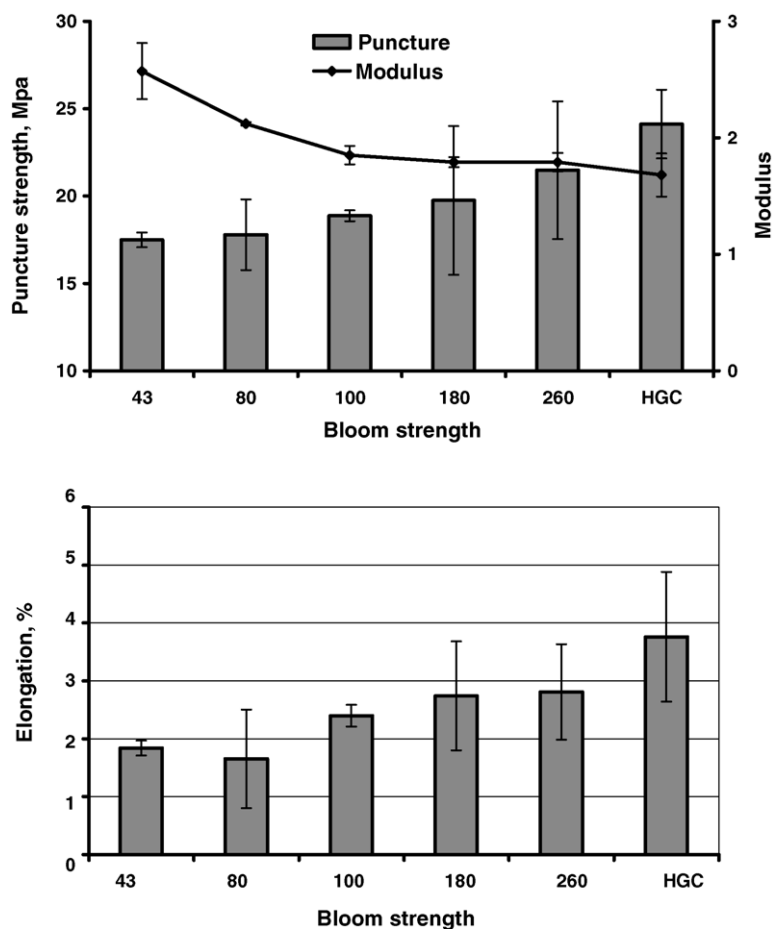 30
25
20
15
10
Puncture strength, Mpa
Puncture
Modulus
3
2
1
0
Modulus
43 80 100 180 260 HGC
Bloom strength
6
5
4
3
2
1
0
Elongation, %
43 80 100 180 260 HGC
Bloom strength